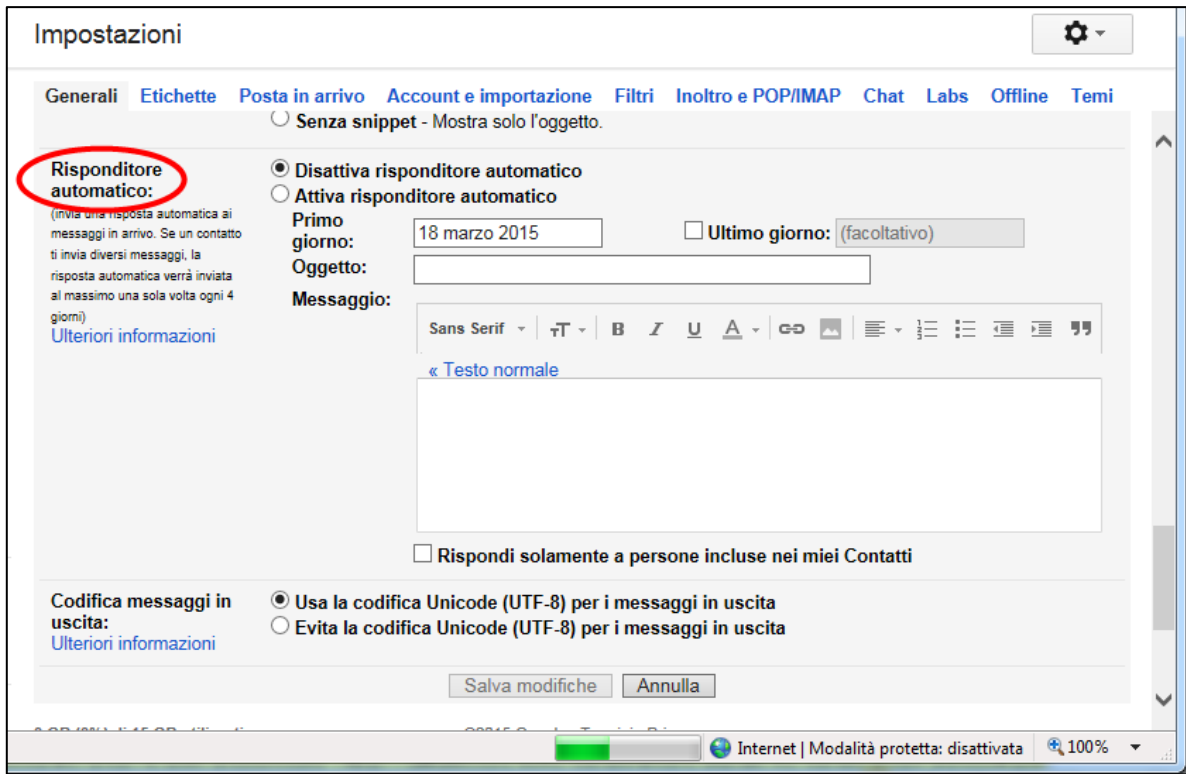 Impostazioni
Generali Etichette Posta in arrivo Account e importazione Filtri Inoltro e POP/IMAP Chat Labs Offline Temi
Senza snippet - Mostra solo l'oggetto.
Risponditore
automatico:
(invia una risposta automatica ai
messaggi in arrivo. Se un contatto
ti invia diversi messaggi, la
risposta automatica verrà inviata
al massimo una sola volta ogni 4
giorni)
Ulteriori informazioni
Disattiva risponditore automatico
Attiva risponditore automatico
Primo
giorno:
18 marzo 2015
Ultimo giorno: (facoltativo)
Oggetto:
Messaggio:
Sans Serif
« Testo normale
Rispondi solamente a persone incluse nei miei Contatti
Codifica messaggi in
uscita:
Ulteriori informazioni
Usa la codifica Unicode (UTF-8) per i messaggi in uscita
Evita la codifica Unicode (UTF-8) per i messaggi in uscita
Salva modifiche Annulla
Internet | Modalità protetta: disattivata 100%